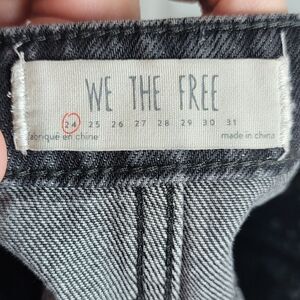 WE THE FREE
24 25 26 27 28 29 30 31
fabriqué en chine made in china